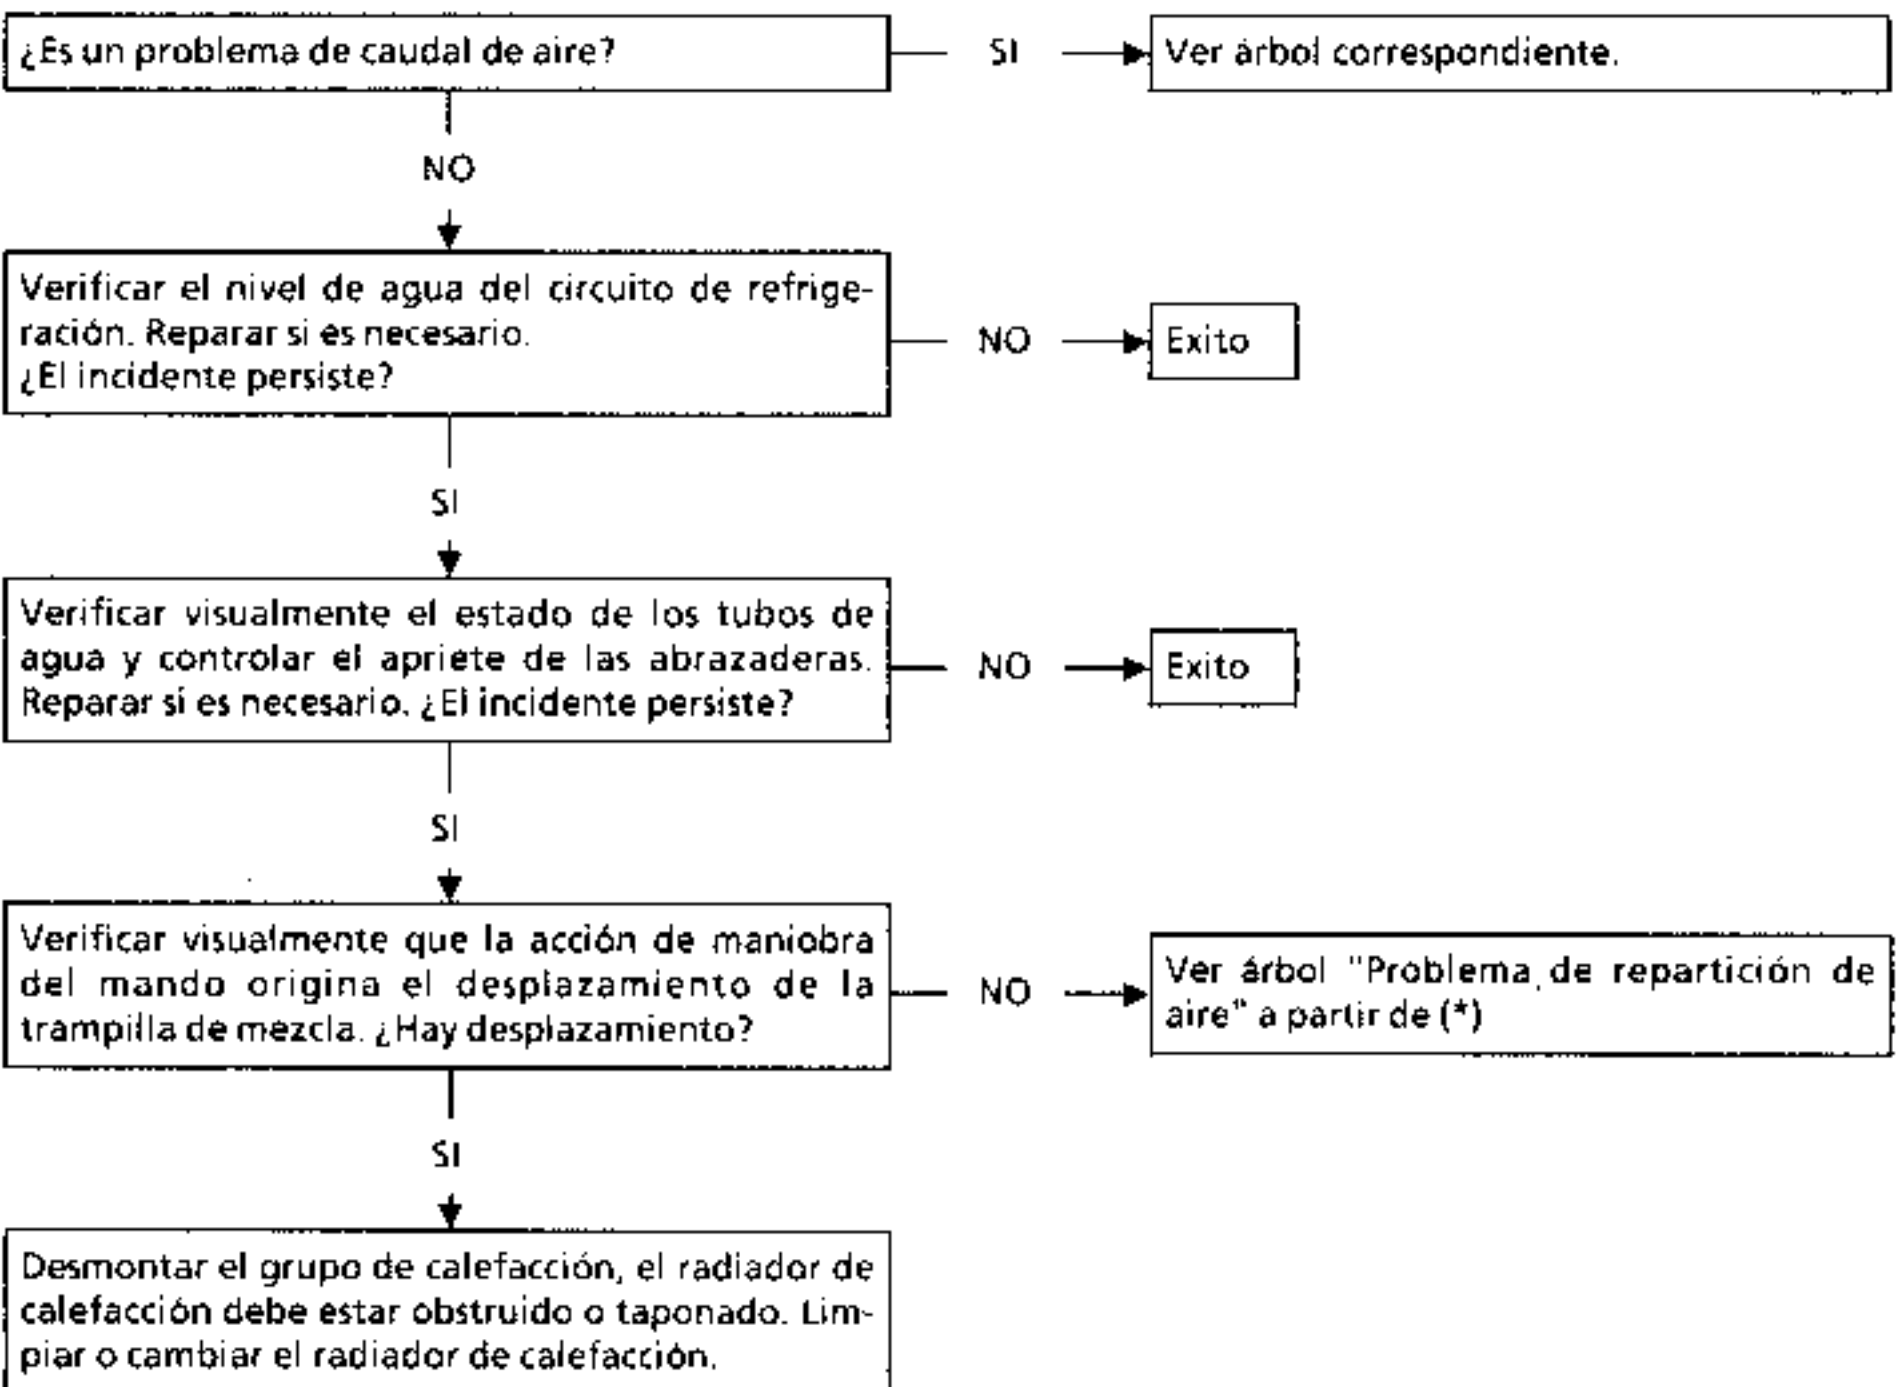 ¿Es un problema de caudal de aire?
SI
Ver árbol correspondiente.
NO
Verificar el nivel de agua del circuito de refrige-
ración. Reparar si es necesario.
¿El incidente persiste?
NO
Exito
SI
Verificar visualmente el estado de los tubos de
agua y controlar el apriete de las abrazaderas.
Reparar si es necesario. ¿El incidente persiste?
NO
Exito
SI
Verificar visualmente que la acción de maniobra
del mando origina el desplazamiento de la
trampilla de mezcla. ¿Hay desplazamiento?
NO
Ver árbol "Problema de repartición de
aire" a partir de (*)
SI
Desmontar el grupo de calefacción, el radiador de
calefacción debe estar obstruido o taponado. Lim-
piar o cambiar el radiador de calefacción.